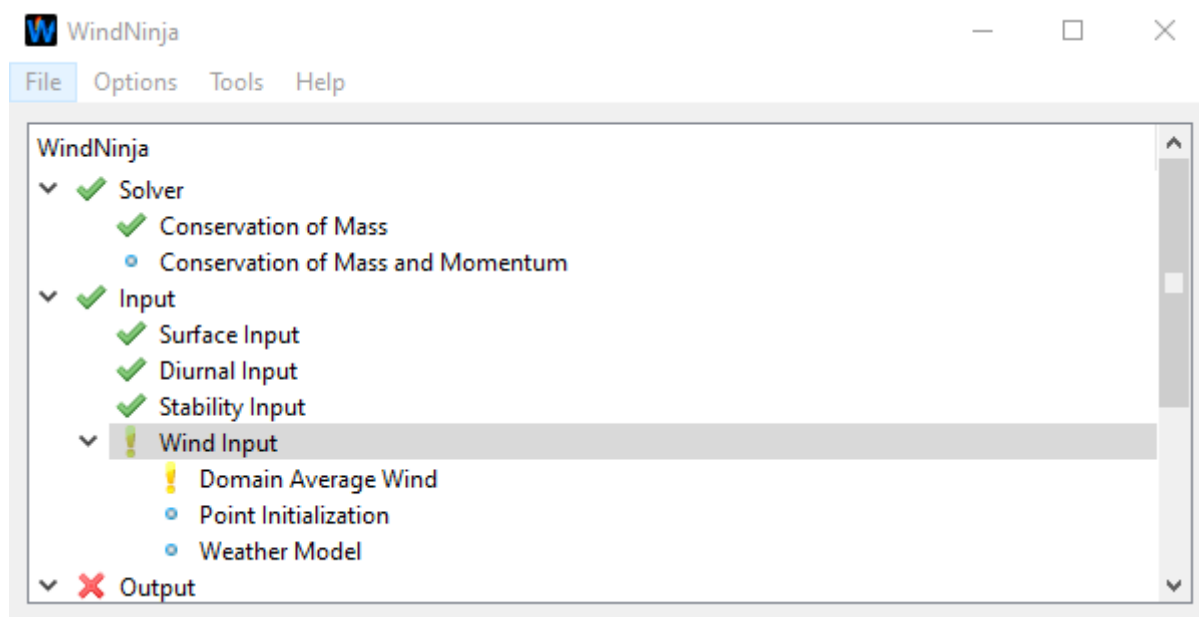 WindNinja
File Options Tools Help
WindNinja
Solver
Conservation of Mass
Conservation of Mass and Momentum
Input
Surface Input
Diurnal Input
Stability Input
Wind Input
Domain Average Wind
Point Initialization
Weather Model
Output